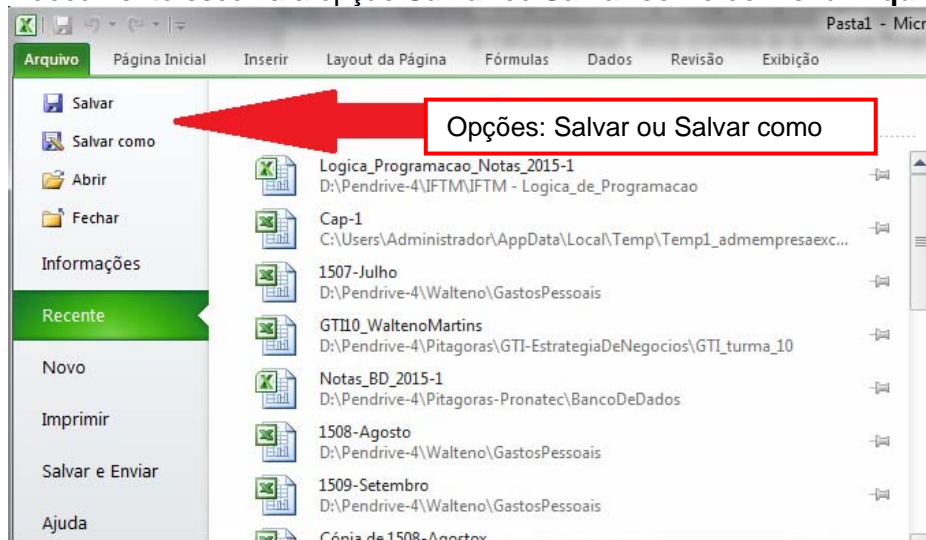 Pasta1 - Micr
Arquivo Página Inicial Inserir Layout da Página Fórmulas Dados Revisão Exibição
Salvar
Salvar como
Abrir
Fechar
Informações
Recente
Novo
Imprimir
Salvar e Enviar
Ajuda
Opções: Salvar ou Salvar como
Logica_Programacao_Notas_2015-1
D:\Pendrive-4\IFTM\IFTM - Logica_de_Programacao
Cap-1
C:\Users\Administrador\AppData\Local\Temp\Temp1_admempresaexc...
1507-Julho
D:\Pendrive-4\Walteno\GastosPessoais
GTI10_WaltenoMartins
D:\Pendrive-4\Pitagoras\GTI-EstrategiaDeNegocios\GTI_turma_10
Notas_BD_2015-1
D:\Pendrive-4\Pitagoras-Pronatec\BancoDeDados
1508-Agosto
D:\Pendrive-4\Walteno\GastosPessoais
1509-Setembro
D:\Pendrive-4\Walteno\GastosPessoais
Cópia de 1508-Agostox